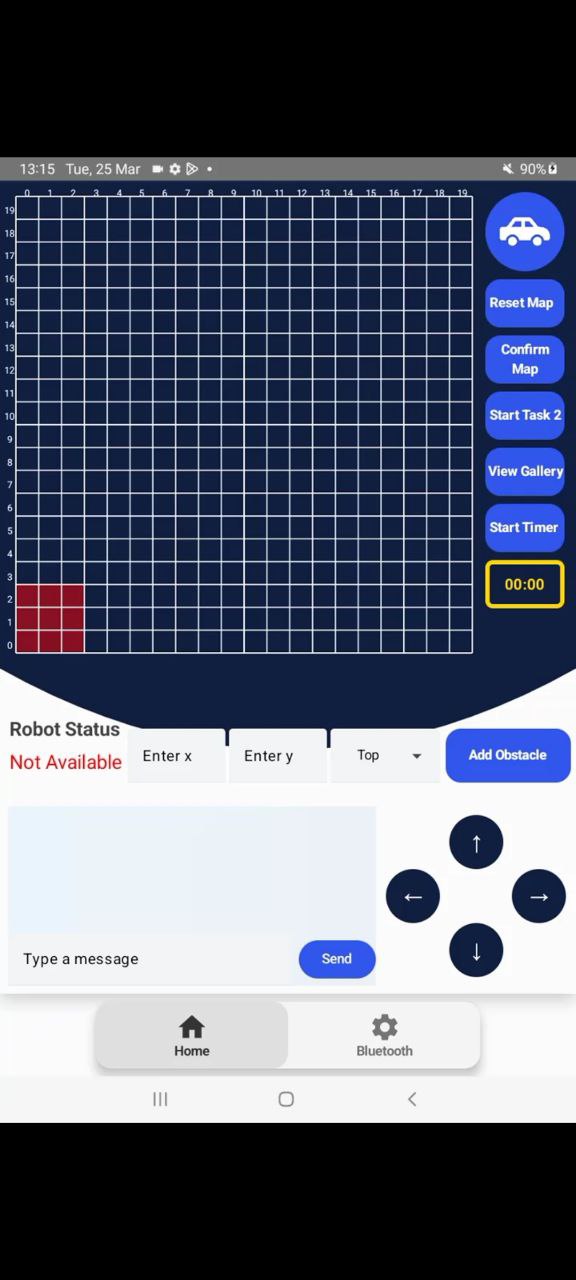 13:15 Tue, 25 Mar
90%
0 1 2 3 4 5 6 7 8 9 10 11 12 13 14 15 16 17 18 19
19
18
17
16
15
14
13
12
11
10
9
8
7
6
5
4
3
2
1
0
Reset Map
Confirm
Map
Start Task 2
View Gallery
Start Timer
00:00
Robot Status
Not Available
Enter x
Enter y
Top
Add Obstacle
↑
←
→
↓
Type a message
Send
Home
Bluetooth